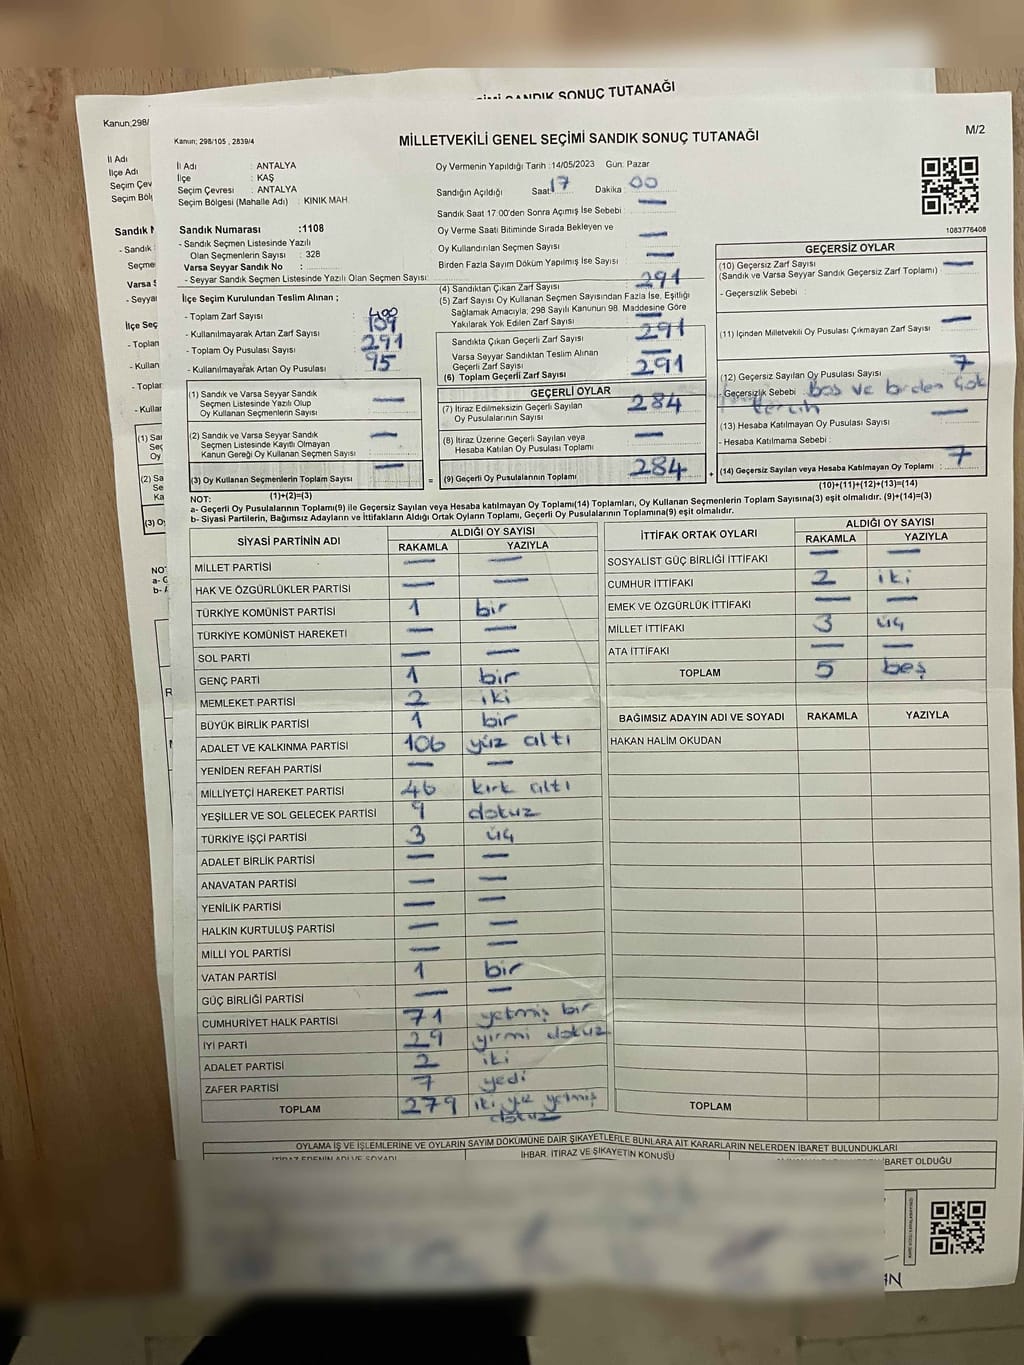 SANDIK SONUÇ TUTANAĞI
Kanun;298/
İl Adı
İlçe Adı
Seçim Çev
Seçim Böl
Kanun; 298/105 , 2839/4
MİLLETVEKİLİ GENEL SEÇİMİ SANDIK SONUÇ TUTANAĞI
M/2
İl Adı : ANTALYA
İlçe : KAŞ
Seçim Çevresi : ANTALYA
Seçim Bölgesi (Mahalle Adı) : KINIK MAH.
Sandık Numarası :1108
- Sandık Seçmen Listesinde Yazılı
Olan Seçmenlerin Sayısı : 328
Varsa Seyyar Sandık No :
- Seyyar Sandık Seçmen Listesinde Yazılı Olan Seçmen Sayısı:
İlçe Seçim Kurulundan Teslim Alınan ;
- Toplam Zarf Sayısı : 400
- Kullanılmayarak Artan Zarf Sayısı : 109
- Toplam Oy Pusulası Sayısı : 291
- Kullanılmayarak Artan Oy Pusulası : 95
Oy Vermenin Yapıldığı Tarih :14/05/2023 Gün: Pazar
Sandığın Açıldığı Saat 17 Dakika 00
Sandık Saat 17:00'den Sonra Açımış İse Sebebi : —
Oy Verme Saati Bitiminde Sırada Bekleyen ve
Oy Kullandırılan Seçmen Sayısı : —
Birden Fazla Sayım Döküm Yapılmış İse Sayısı : —
(4) Sandıktan Çıkan Zarf Sayısı : 291
(5) Zarf Sayısı Oy Kullanan Seçmen Sayısından Fazla İse, Eşitliği
Sağlamak Amacıyla; 298 Sayılı Kanunun 98. Maddesine Göre
Yakılarak Yok Edilen Zarf Sayısı : —
Sandıkta Çıkan Geçerli Zarf Sayısı : 291
Varsa Seyyar Sandıktan Teslim Alınan
Geçerli Zarf Sayısı : —
(6) Toplam Geçerli Zarf Sayısı : 291
1083776408
GEÇERSİZ OYLAR
(10) Geçersiz Zarf Sayısı : —
(Sandık ve Varsa Seyyar Sandık Geçersiz Zarf Toplamı)
- Geçersizlik Sebebi :
(11) İçinden Milletvekili Oy Pusulası Çıkmayan Zarf Sayısı : —
(12) Geçersiz Sayılan Oy Pusulası Sayısı : 7
- Geçersizlik Sebebi : Boş ve birden çok
tercih
(13) Hesaba Katılmayan Oy Pusulası Sayısı : —
- Hesaba Katılmama Sebebi :
(14) Geçersiz Sayılan veya Hesaba Katılmayan Oy Toplamı : 7
(10)+(11)+(12)+(13)=(14)
(1) Sandık ve Varsa Seyyar Sandık
Seçmen Listesinde Yazılı Olup
Oy Kullanan Seçmenlerin Sayısı —
(2) Sandık ve Varsa Seyyar Sandık
Seçmen Listesinde Kayıtlı Olmayan
Kanun Gereği Oy Kullanan Seçmen Sayısı —
(3) Oy Kullanan Seçmenlerin Toplam Sayısı —
(1)+(2)=(3)
GEÇERLİ OYLAR
(7) İtiraz Edilmeksizin Geçerli Sayılan
Oy Pusulalarının Sayısı : 284
(8) İtiraz Üzerine Geçerli Sayılan veya
Hesaba Katılan Oy Pusulası Toplamı : —
= (9) Geçerli Oy Pusulalarının Toplamı : 284 +
NOT:
a- Geçerli Oy Pusulalarının Toplamı(9) ile Geçersiz Sayılan veya Hesaba katılmayan Oy Toplamı(14) Toplamları, Oy Kullanan Seçmenlerin Toplam Sayısına(3) eşit olmalıdır. (9)+(14)=(3)
b- Siyasi Partilerin, Bağımsız Adayların ve İttifakların Aldığı Ortak Oyların Toplamı, Geçerli Oy Pusulalarının Toplamına(9) eşit olmalıdır.
SİYASİ PARTİNİN ADI ALDIĞI OY SAYISI
RAKAMLA YAZIYLA
MİLLET PARTİSİ — —
HAK VE ÖZGÜRLÜKLER PARTİSİ — —
TÜRKİYE KOMÜNİST PARTİSİ 1 bir
TÜRKİYE KOMÜNİST HAREKETİ — —
SOL PARTİ — —
GENÇ PARTİ 1 bir
MEMLEKET PARTİSİ 2 iki
BÜYÜK BİRLİK PARTİSİ 1 bir
ADALET VE KALKINMA PARTİSİ 106 yüz altı
YENİDEN REFAH PARTİSİ — —
MİLLİYETÇİ HAREKET PARTİSİ 46 kırk altı
YEŞİLLER VE SOL GELECEK PARTİSİ 9 dokuz
TÜRKİYE İŞÇİ PARTİSİ 3 üç
ADALET BİRLİK PARTİSİ — —
ANAVATAN PARTİSİ — —
YENİLİK PARTİSİ — —
HALKIN KURTULUŞ PARTİSİ — —
MİLLİ YOL PARTİSİ — —
VATAN PARTİSİ 1 bir
GÜÇ BİRLİĞİ PARTİSİ — —
CUMHURİYET HALK PARTİSİ 71 yetmiş bir
İYİ PARTİ 29 yirmi dokuz
ADALET PARTİSİ 2 iki
ZAFER PARTİSİ 7 yedi
TOPLAM 279 iki yüz yetmiş
dokuz
İTTİFAK ORTAK OYLARI ALDIĞI OY SAYISI
RAKAMLA YAZIYLA
SOSYALİST GÜÇ BİRLİĞİ İTTİFAKI — —
CUMHUR İTTİFAKI 2 iki
EMEK VE ÖZGÜRLÜK İTTİFAKI — —
MİLLET İTTİFAKI 3 üç
ATA İTTİFAKI — —
TOPLAM 5 beş
BAĞIMSIZ ADAYIN ADI VE SOYADI RAKAMLA YAZIYLA
HAKAN HALİM OKUDAN
TOPLAM
OYLAMA İŞ VE İŞLEMLERİNE VE OYLARIN SAYIM DÖKÜMÜNE DAİR ŞİKAYETLERLE BUNLARA AİT KARARLARIN NELERDEN İBARET BULUNDUKLARI
İTİRAZ EDENİN ADI VE SOYADI İHBAR, İTİRAZ VE ŞİKAYETİN KONUSU BARET OLDUĞU